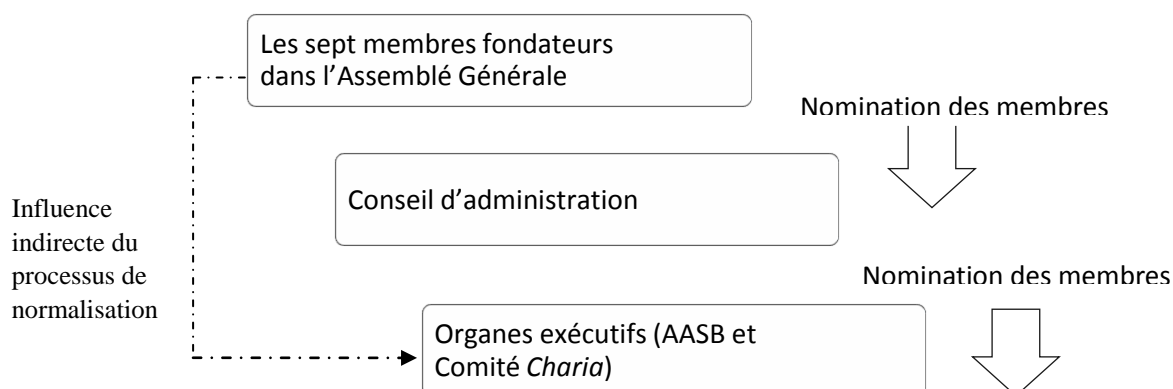 Les sept membres fondateurs
dans l’Assemblé Générale
Nomination des membres
Conseil d’administration
Influence
indirecte du
processus de
normalisation
Nomination des membres
Organes exécutifs (AASB et
Comité Charia)